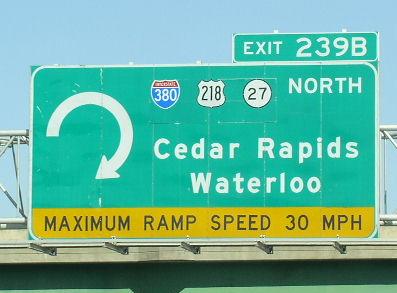 EXIT 239B
INTERSTATE
380 218 27 NORTH
Cedar Rapids
Waterloo
MAXIMUM RAMP SPEED 30 MPH